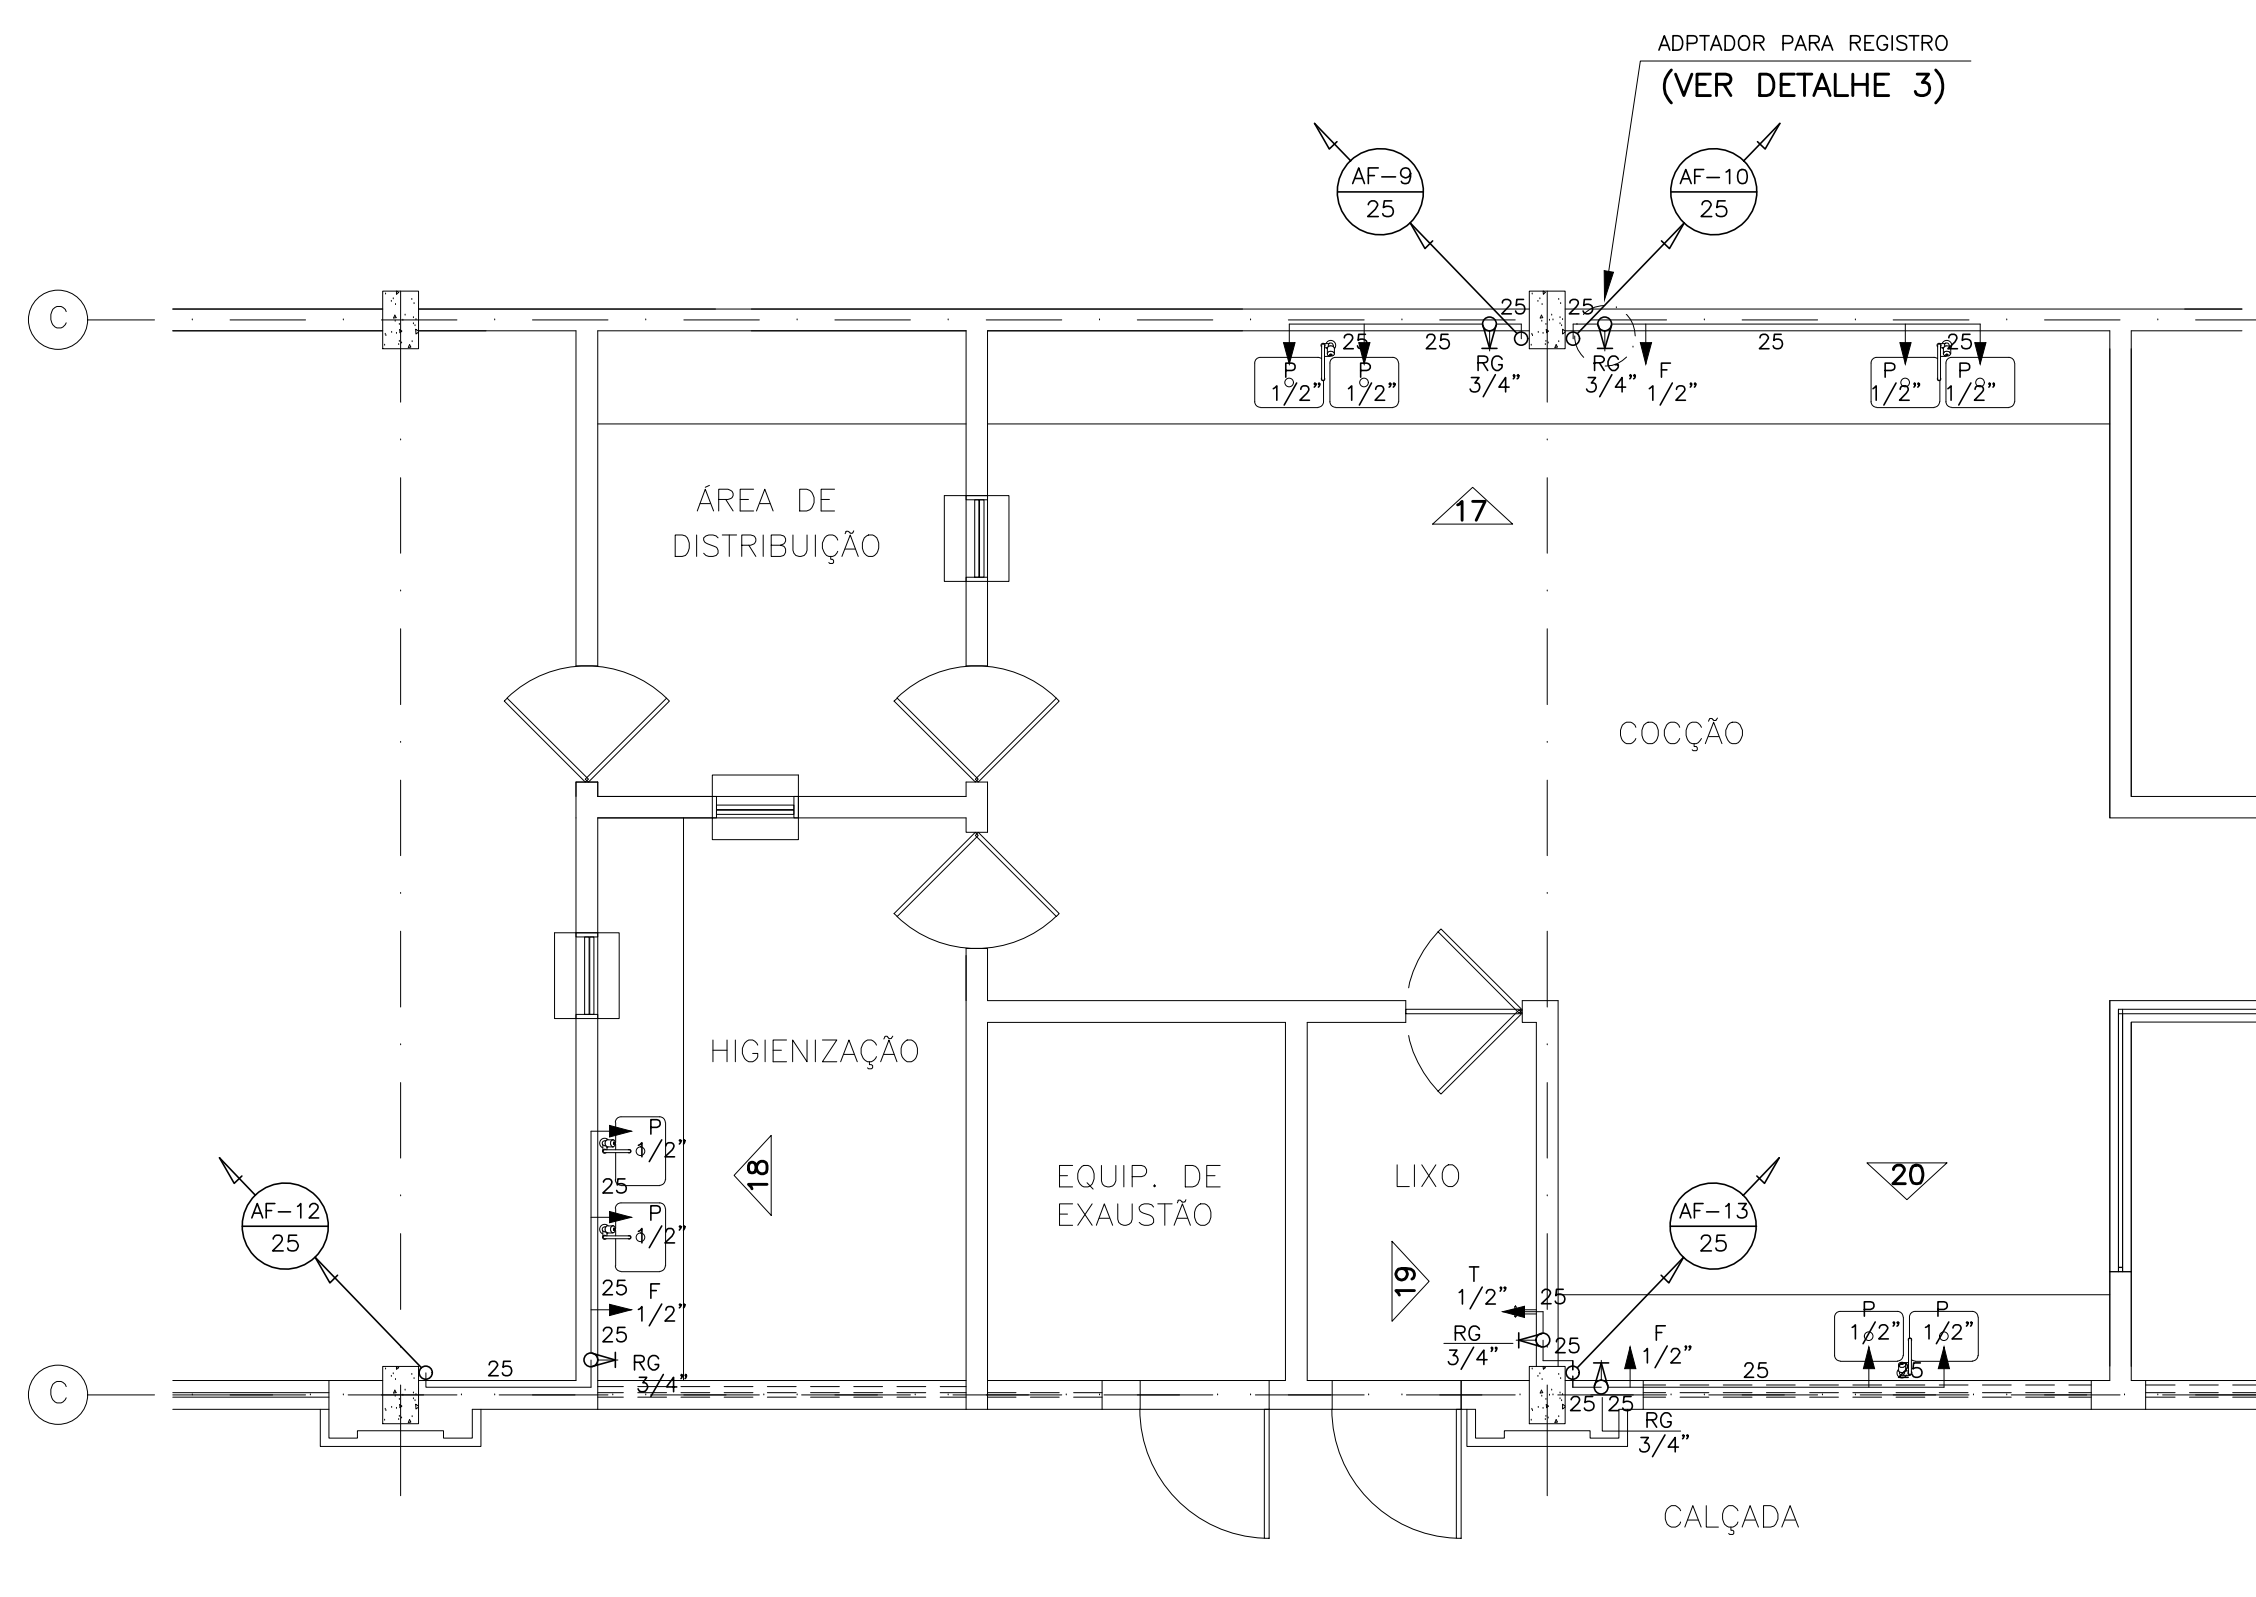 ADPTADOR PARA REGISTRO
(VER DETALHE 3)
AF-9
25
AF-10
25
C
25
25
25
25
25
25
P
1/2"
P
1/2"
RG
3/4"
RG
3/4"
F
1/2"
P
1/2"
P
1/2"
ÁREA DE
DISTRIBUIÇÃO
17
COCÇÃO
HIGIENIZAÇÃO
P
1/2"
25
18
P
1/2"
25
F
1/2"
25
RG
3/4"
EQUIP. DE
EXAUSTÃO
LIXO
19
20
AF-12
25
25
AF-13
25
T
1/2"
25
RG
3/4"
25
F
1/2"
P
1/2"
P
1/2"
25
25
C
25
25
RG
3/4"
CALÇADA